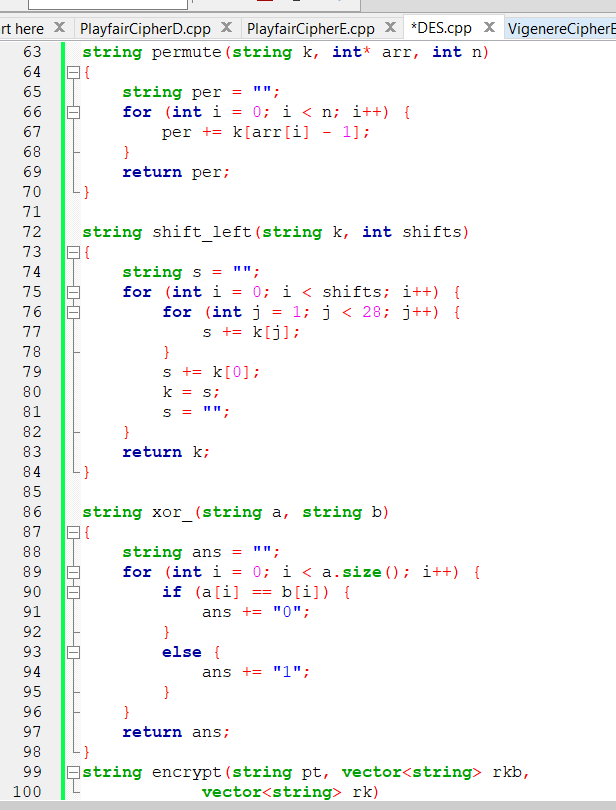 rt here X PlayfairCipherD.cpp X PlayfairCipherE.cpp X *DES.cpp X VigenereCipherE
63 string permute(string k, int* arr, int n)
64 {
65 string per = "";
66 for (int i = 0; i < n; i++) {
67 per += k[arr[i] - 1];
68 }
69 return per;
70 }
71
72 string shift_left(string k, int shifts)
73 {
74 string s = "";
75 for (int i = 0; i < shifts; i++) {
76 for (int j = 1; j < 28; j++) {
77 s += k[j];
78 }
79 s += k[0];
80 k = s;
81 s = "";
82 }
83 return k;
84 }
85
86 string xor_(string a, string b)
87 {
88 string ans = "";
89 for (int i = 0; i < a.size(); i++) {
90 if (a[i] == b[i]) {
91 ans += "0";
92 }
93 else {
94 ans += "1";
95 }
96 }
97 return ans;
98 }
99 string encrypt(string pt, vector<string> rkb,
100 vector<string> rk)